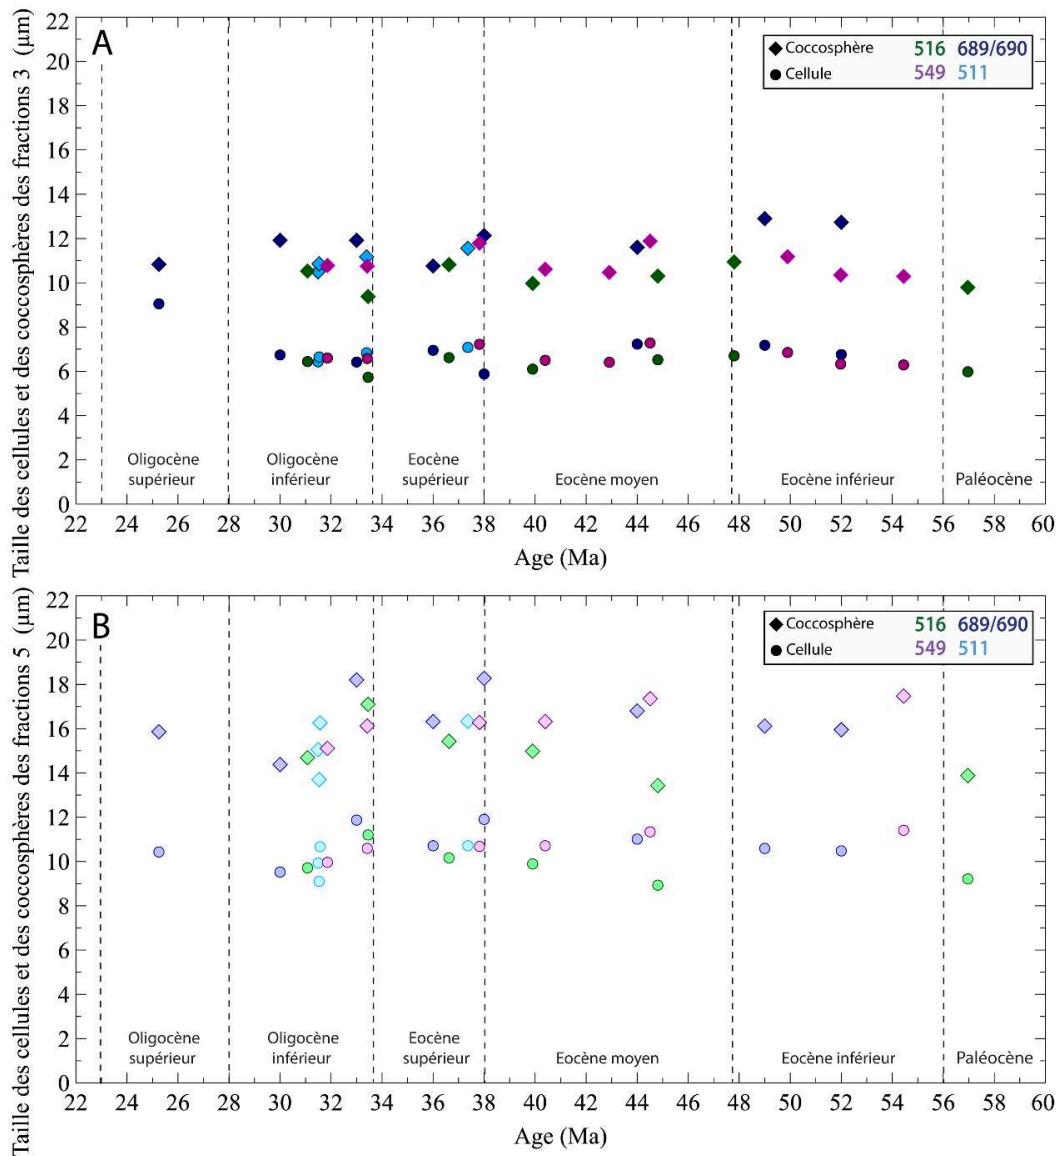 Taille des cellules et des coccosphères des fractions 3 (μm)
A
22
20
18
16
14
12
10
8
6
4
2
0
Coccosphère 516 689/690
Cellule 549 511
Oligocène supérieur
Oligocène inférieur
Eocène supérieur
Eocène moyen
Eocène inférieur
Paléocène
22 24 26 28 30 32 34 36 38 40 42 44 46 48 50 52 54 56 58 60
Age (Ma)
Taille des cellules et des coccosphères des fractions 5 (μm)
B
22
20
18
16
14
12
10
8
6
4
2
0
Coccosphère 516 689/690
Cellule 549 511
Oligocène supérieur
Oligocène inférieur
Eocène supérieur
Eocène moyen
Eocène inférieur
Paléocène
22 24 26 28 30 32 34 36 38 40 42 44 46 48 50 52 54 56 58 60
Age (Ma)